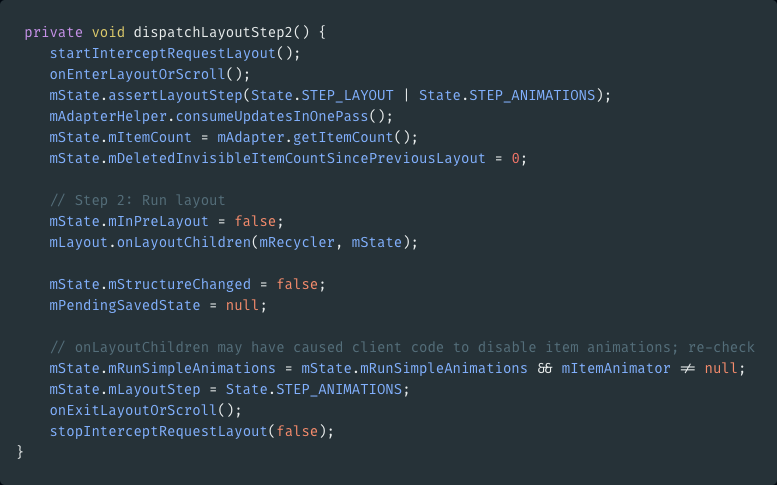 private void dispatchLayoutStep2() {
    startInterceptRequestLayout();
    onEnterLayoutOrScroll();
    mState.assertLayoutStep(State.STEP_LAYOUT | State.STEP_ANIMATIONS);
    mAdapterHelper.consumeUpdatesInOnePass();
    mState.mItemCount = mAdapter.getItemCount();
    mState.mDeletedInvisibleItemCountSincePreviousLayout = 0;

    // Step 2: Run layout
    mState.mInPreLayout = false;
    mLayout.onLayoutChildren(mRecycler, mState);

    mState.mStructureChanged = false;
    mPendingSavedState = null;

    // onLayoutChildren may have caused client code to disable item animations; re-check
    mState.mRunSimpleAnimations = mState.mRunSimpleAnimations && mItemAnimator != null;
    mState.mLayoutStep = State.STEP_ANIMATIONS;
    onExitLayoutOrScroll();
    stopInterceptRequestLayout(false);
}